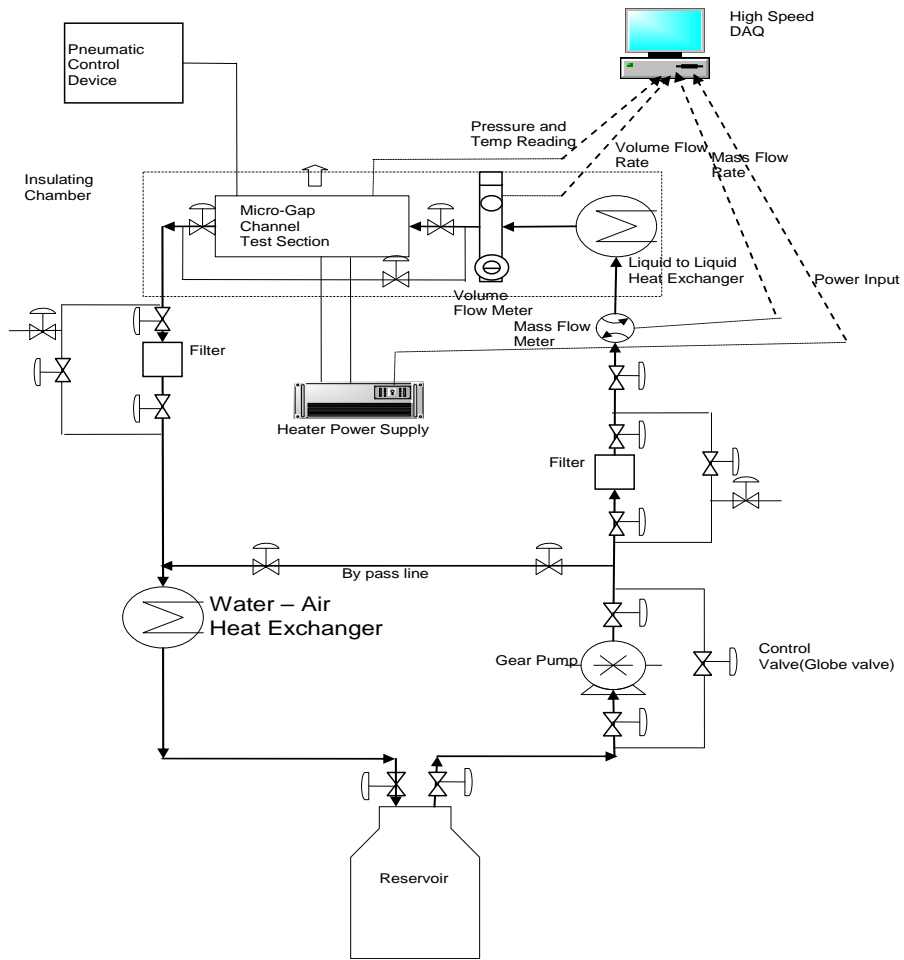 High Speed
DAQ
Pneumatic
Control
Device
Pressure and
Temp Reading
Volume Flow
Rate
Mass Flow
Rate
Insulating
Chamber
Micro-Gap
Channel
Test Section
Liquid to Liquid
Heat Exchanger
Power Input
Volume
Flow Meter
Mass Flow
Meter
Filter
Heater Power Supply
Filter
By pass line
Water – Air
Heat Exchanger
Gear Pump
Control
Valve(Globe valve)
Reservoir